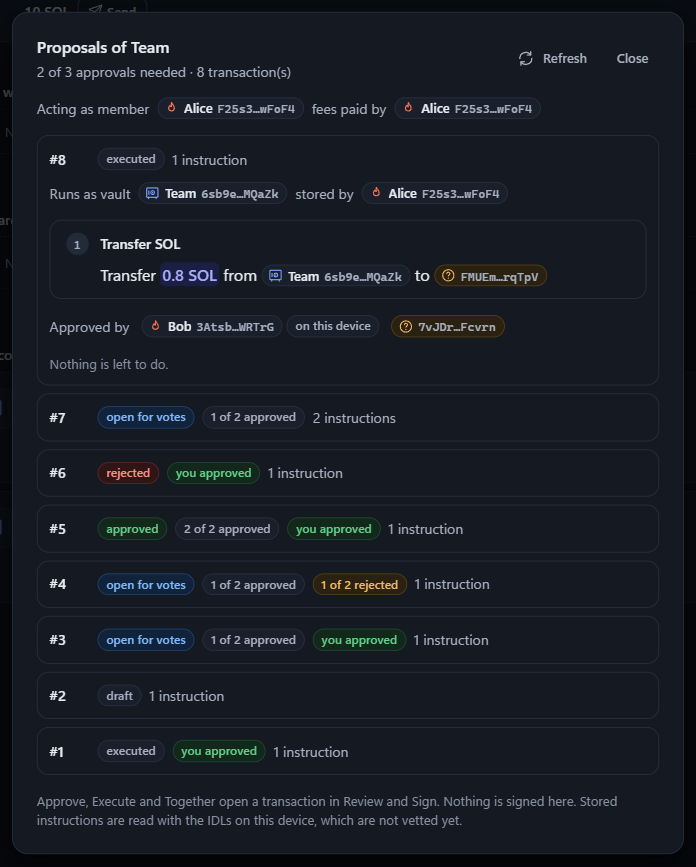 10 SOL Send
Proposals of Team
2 of 3 approvals needed · 8 transaction(s)
Refresh
Close
Acting as member Alice F25s3…wFoF4 fees paid by Alice F25s3…wFoF4
#8 executed 1 instruction
Runs as vault Team 6sb9e…MQaZk stored by Alice F25s3…wFoF4
1 Transfer SOL
Transfer 0.8 SOL from Team 6sb9e…MQaZk to FMUEm…rqTpV
Approved by Bob 3Atsb…WRTrG on this device 7vJDr…Fcvrn
Nothing is left to do.
#7 open for votes 1 of 2 approved 2 instructions
#6 rejected you approved 1 instruction
#5 approved 2 of 2 approved you approved 1 instruction
#4 open for votes 1 of 2 approved 1 of 2 rejected 1 instruction
#3 open for votes 1 of 2 approved you approved 1 instruction
#2 draft 1 instruction
#1 executed you approved 1 instruction
Approve, Execute and Together open a transaction in Review and Sign. Nothing is signed here. Stored
instructions are read with the IDLs on this device, which are not vetted yet.